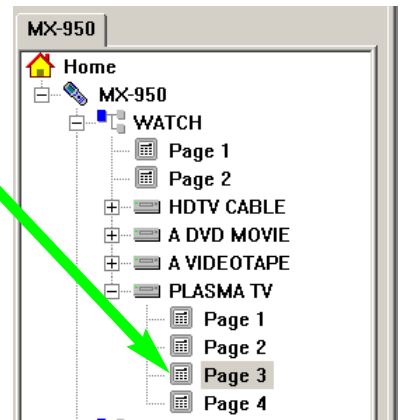 MX-950
Home
MX-950
WATCH
Page 1
Page 2
HDTV CABLE
A DVD MOVIE
A VIDEOTAPE
PLASMA TV
Page 1
Page 2
Page 3
Page 4